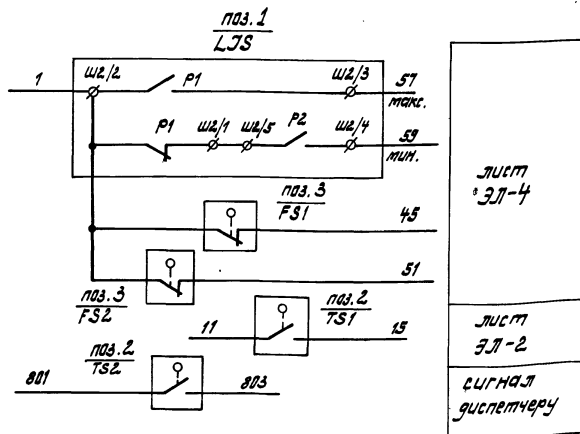 поз.1
LJS
1
Ш2/2
P1
Ш2/3
57
макс.
P1
Ш2/1
Ш2/5
P2
Ш2/4
59
мин.
поз.3
FS1
45
51
поз.3
FS2
поз.2
TS1
11
15
поз.2
TS2
801
803
лист
ЭЛ-4
лист
ЭЛ-2
сигнал
диспетчеру